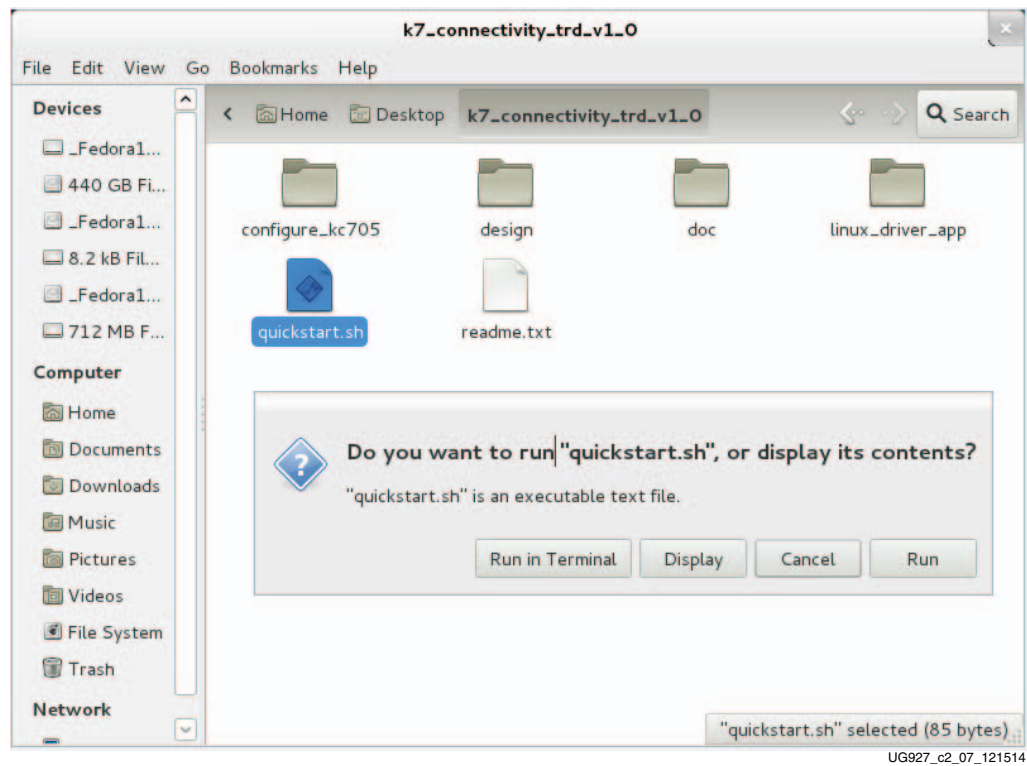 k7_connectivity_trd_v1_0
File Edit View Go Bookmarks Help
Devices
_Fedora1...
440 GB Fi...
_Fedora1...
8.2 kB Fil...
_Fedora1...
712 MB F...
Computer
Home
Documents
Downloads
Music
Pictures
Videos
File System
Trash
Network
Home Desktop k7_connectivity_trd_v1_0 Search
configure_kc705 design doc linux_driver_app
quickstart.sh readme.txt
Do you want to run "quickstart.sh", or display its contents?
"quickstart.sh" is an executable text file.
Run in Terminal Display Cancel Run
"quickstart.sh" selected (85 bytes)
UG927_c2_07_121514